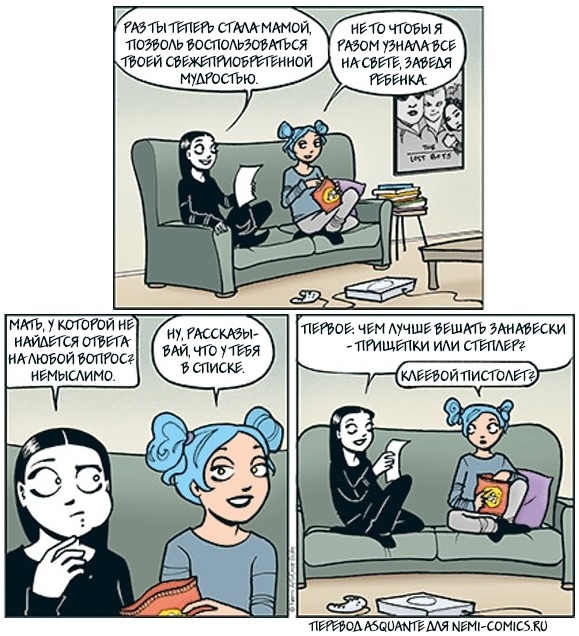 РАЗ ТЫ ТЕПЕРЬ СТАЛА МАМОЙ,
ПОЗВОЛЬ ВОСПОЛЬЗОВАТЬСЯ
ТВОЕЙ СВЕЖЕПРИОБРЕТЕННОЙ
МУДРОСТЬЮ.
НЕ ТО ЧТОБЫ Я
РАЗОМ УЗНАЛА ВСЕ
НА СВЕТЕ, ЗАВЕДЯ
РЕБЕНКА.
THE
LOST BOYS
МАТЬ, У КОТОРОЙ НЕ
НАЙДЕТСЯ ОТВЕТА
НА ЛЮБОЙ ВОПРОС?
НЕМЫСЛИМО.
НУ, РАССКАЗЫ-
ВАЙ, ЧТО У ТЕБЯ
В СПИСКЕ.
ПЕРВОЕ: ЧЕМ ЛУЧШЕ ВЕШАТЬ ЗАНАВЕСКИ
- ПРИЩЕПКИ ИЛИ СТЕПЛЕР?
КЛЕЕВОЙ ПИСТОЛЕТ?
ПЕРЕВОД ASQUANTE ДЛЯ NEMI-COMICS.RU